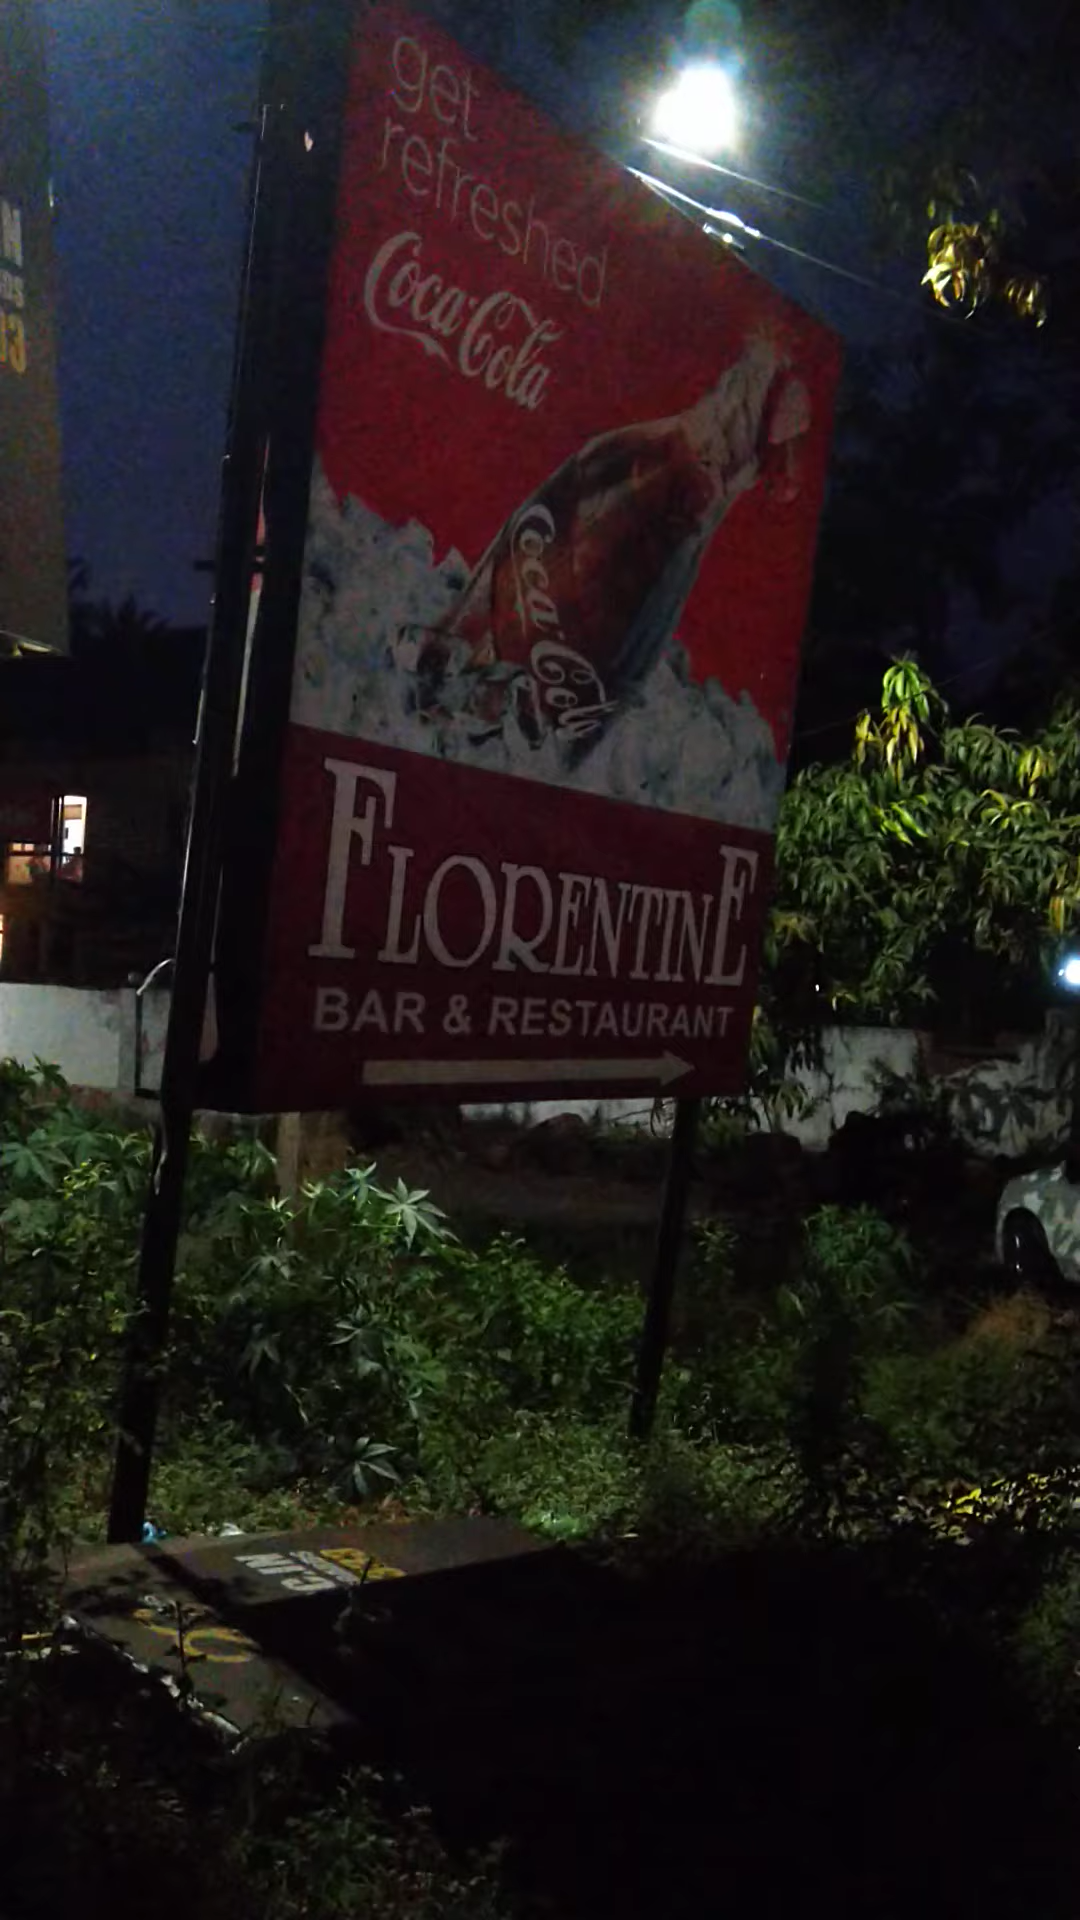 get
refreshed
Coca-Cola
Coca-Cola
FLORENTINE
BAR & RESTAURANT